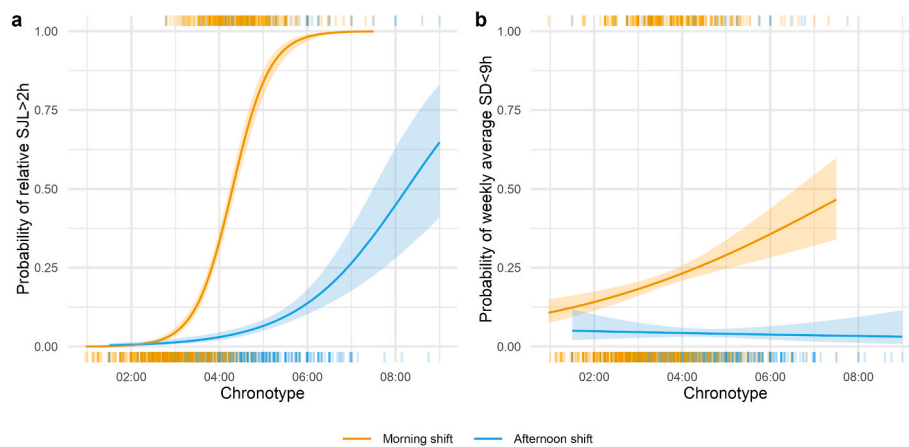 a
Probability of relative SJL>2h
1.00
0.75
0.50
0.25
0.00
02:00 04:00 06:00 08:00
Chronotype
b
Probability of weekly average SD<9h
1.00
0.75
0.50
0.25
0.00
02:00 04:00 06:00 08:00
Chronotype
Morning shift Afternoon shift